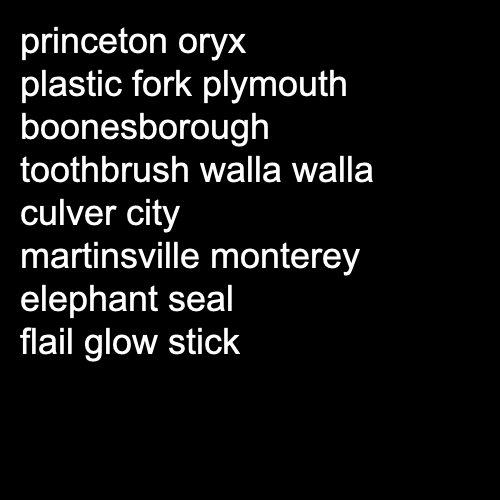 princeton oryx
plastic fork plymouth
boonesborough
toothbrush walla walla
culver city
martinsville monterey
elephant seal
flail glow stick